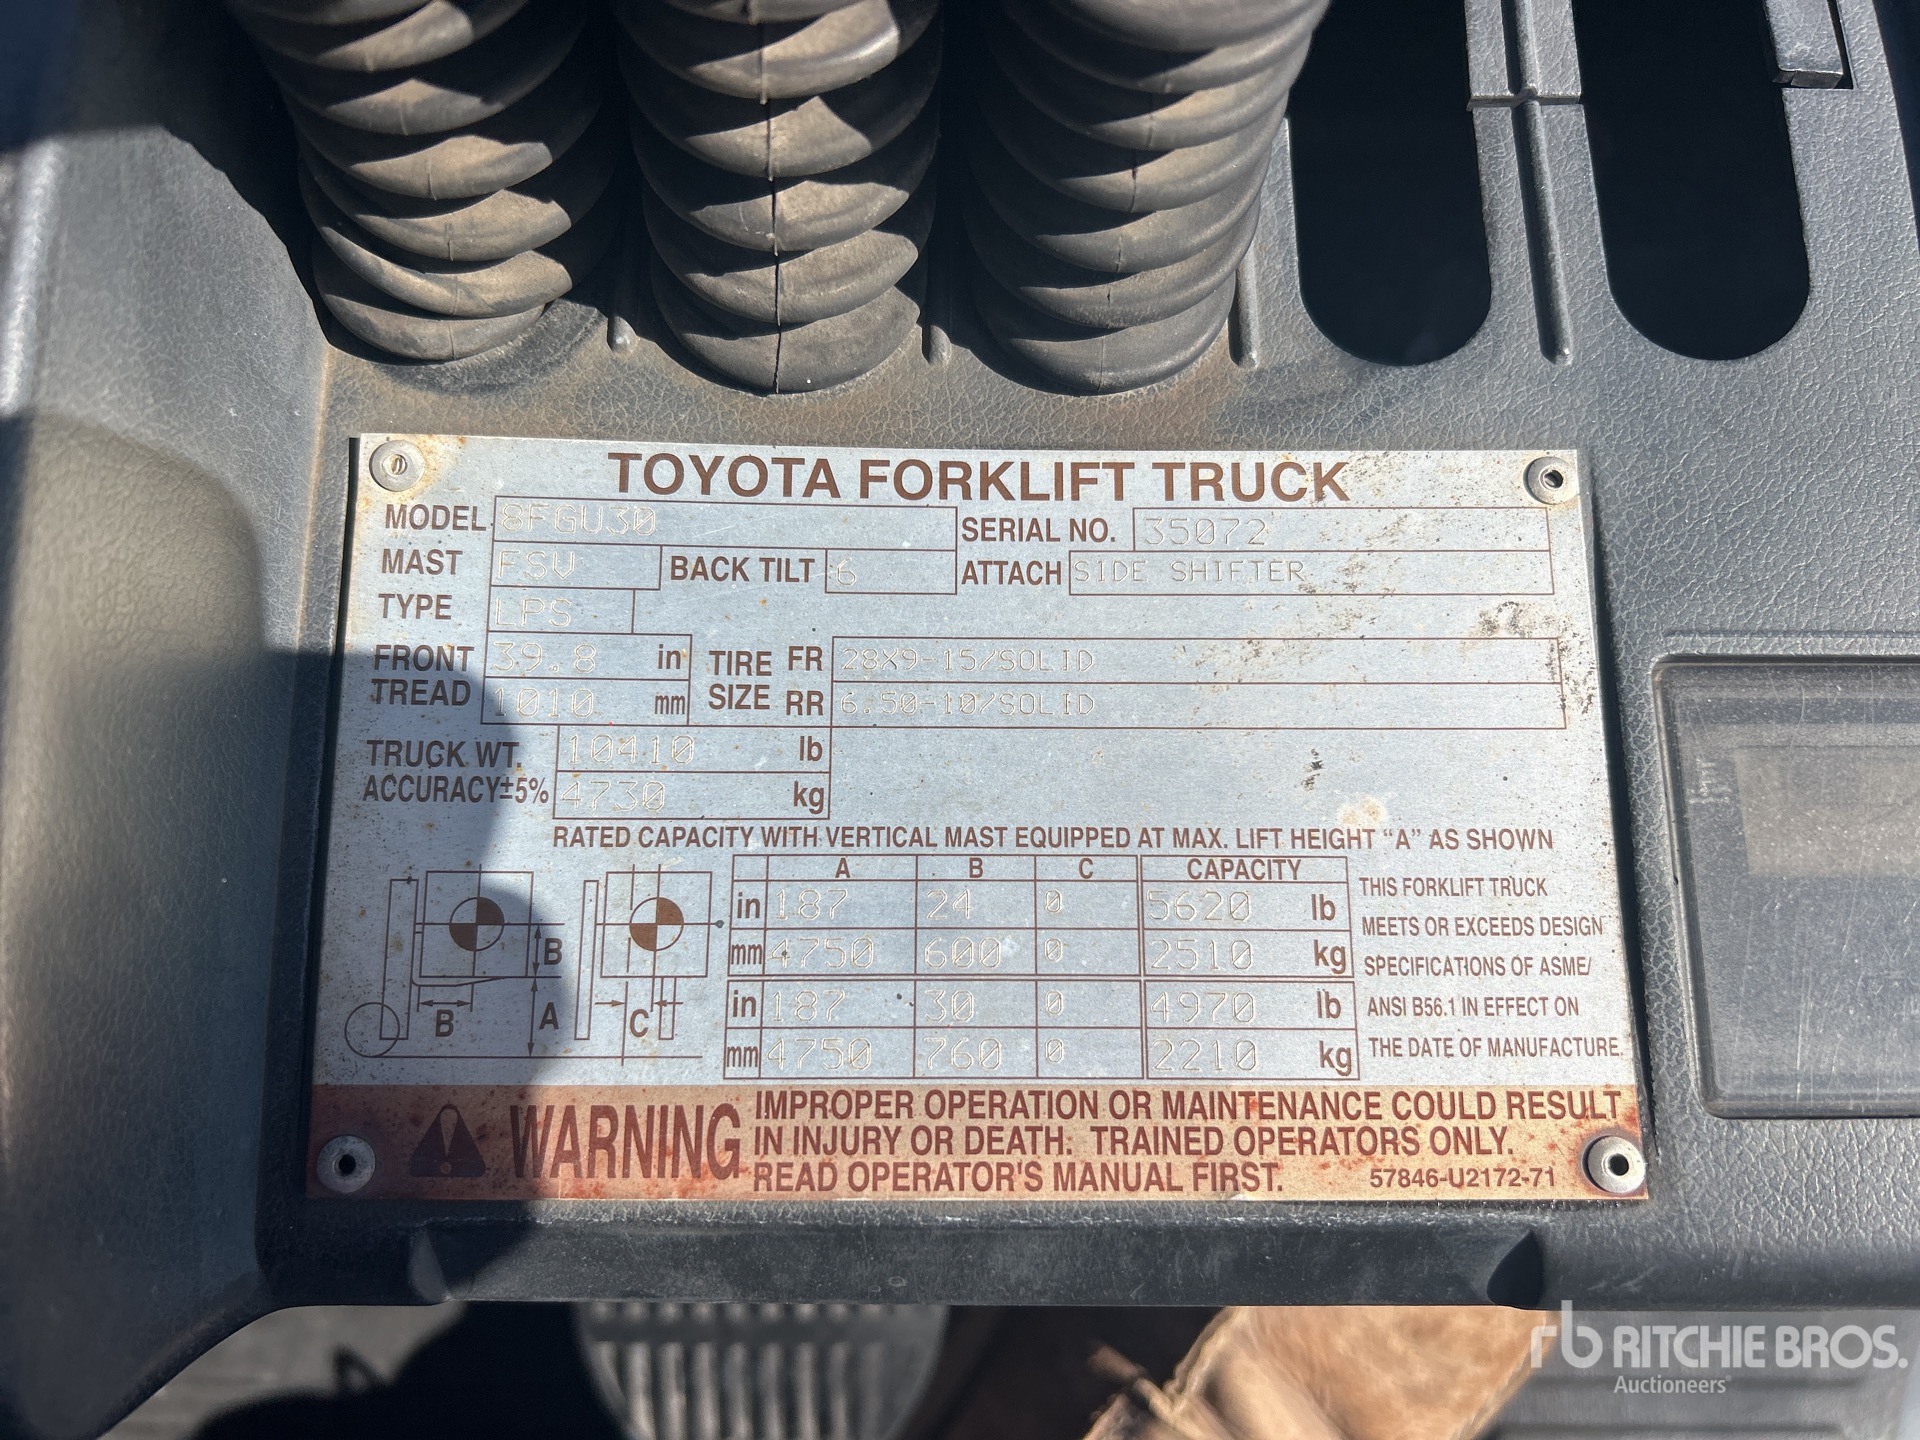 TOYOTA FORKLIFT TRUCK
MODEL 8FGU30 SERIAL NO. 35072
MAST FSV BACK TILT 6 ATTACH SIDE SHIFTER
TYPE LPS
FRONT TREAD 39.8 in TIRE SIZE FR 28X9-15/SOLID
1010 mm RR 6.50-10/SOLID
TRUCK WT. 10410 lb
ACCURACY±5% 4730 kg
RATED CAPACITY WITH VERTICAL MAST EQUIPPED AT MAX. LIFT HEIGHT "A" AS SHOWN
A B C CAPACITY
in 187 24 0 5620 lb
mm 4750 600 0 2510 kg
in 187 30 0 4970 lb
mm 4750 760 0 2210 kg
B
B A C
THIS FORKLIFT TRUCK
MEETS OR EXCEEDS DESIGN
SPECIFICATIONS OF ASME/
ANSI B56.1 IN EFFECT ON
THE DATE OF MANUFACTURE.
WARNING
IMPROPER OPERATION OR MAINTENANCE COULD RESULT
IN INJURY OR DEATH. TRAINED OPERATORS ONLY.
READ OPERATOR'S MANUAL FIRST. 57846-U2172-71
rb RITCHIE BROS.
Auctioneers